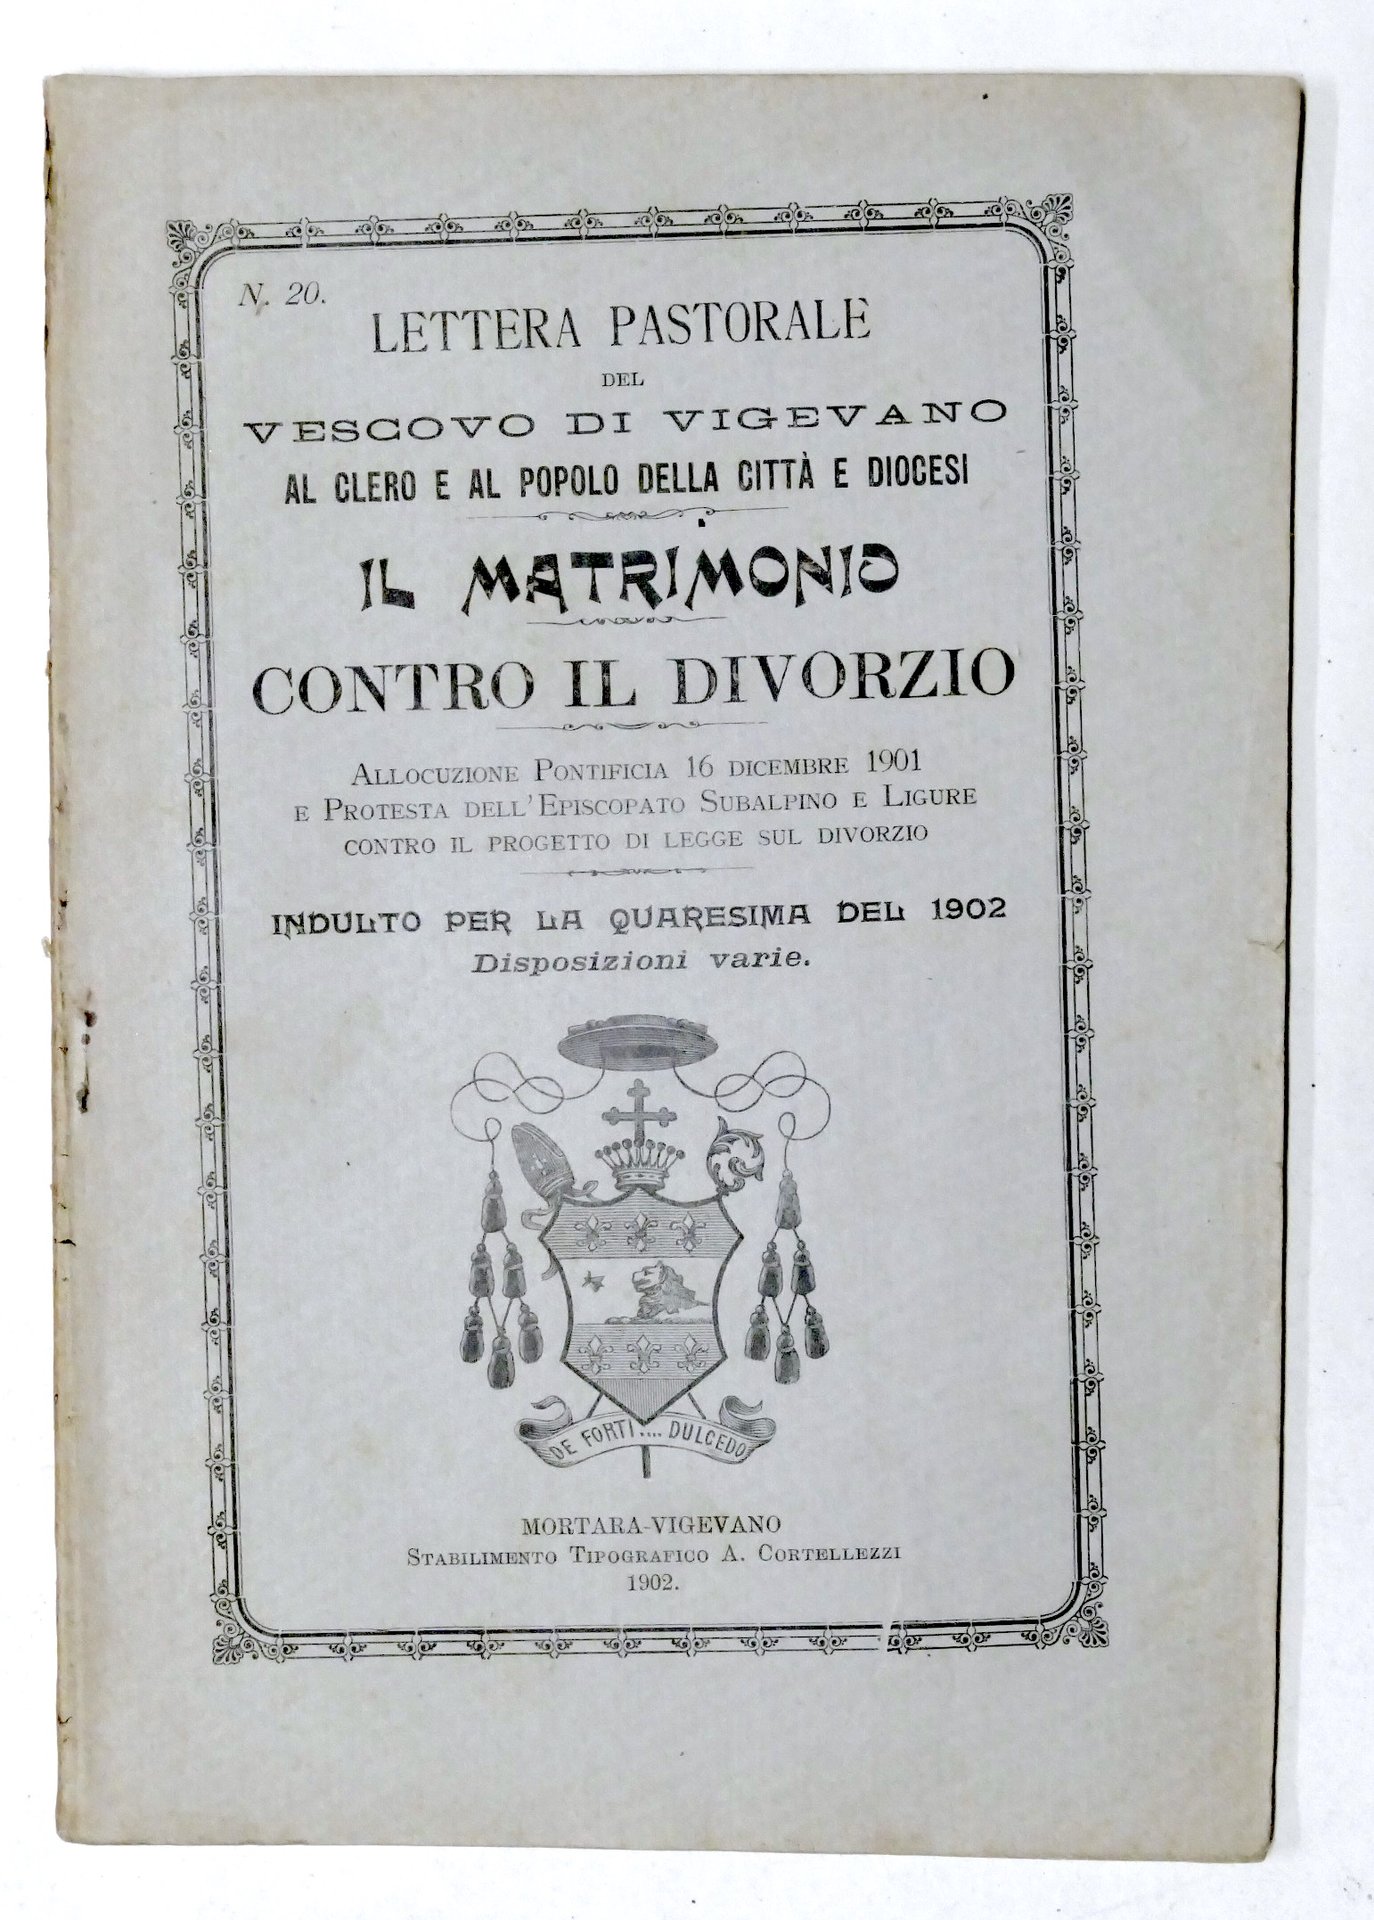 N. 20.
LETTERA PASTORALE
DEL
VESCOVO DI VIGEVANO
AL CLERO E AL POPOLO DELLA CITTÀ E DIOCESI
IL MATRIMONIO
CONTRO IL DIVORZIO
ALLOCUZIONE PONTIFICIA 16 DICEMBRE 1901
E PROTESTA DELL'EPISCOPATO SUBALPINO E LIGURE
CONTRO IL PROGETTO DI LEGGE SUL DIVORZIO
INDULTO PER LA QUARESIMA DEL 1902
Disposizioni varie.
DE FORTI.... DULCEDO
MORTARA-VIGEVANO
STABILIMENTO TIPOGRAFICO A. CORTELLEZZI
1902.